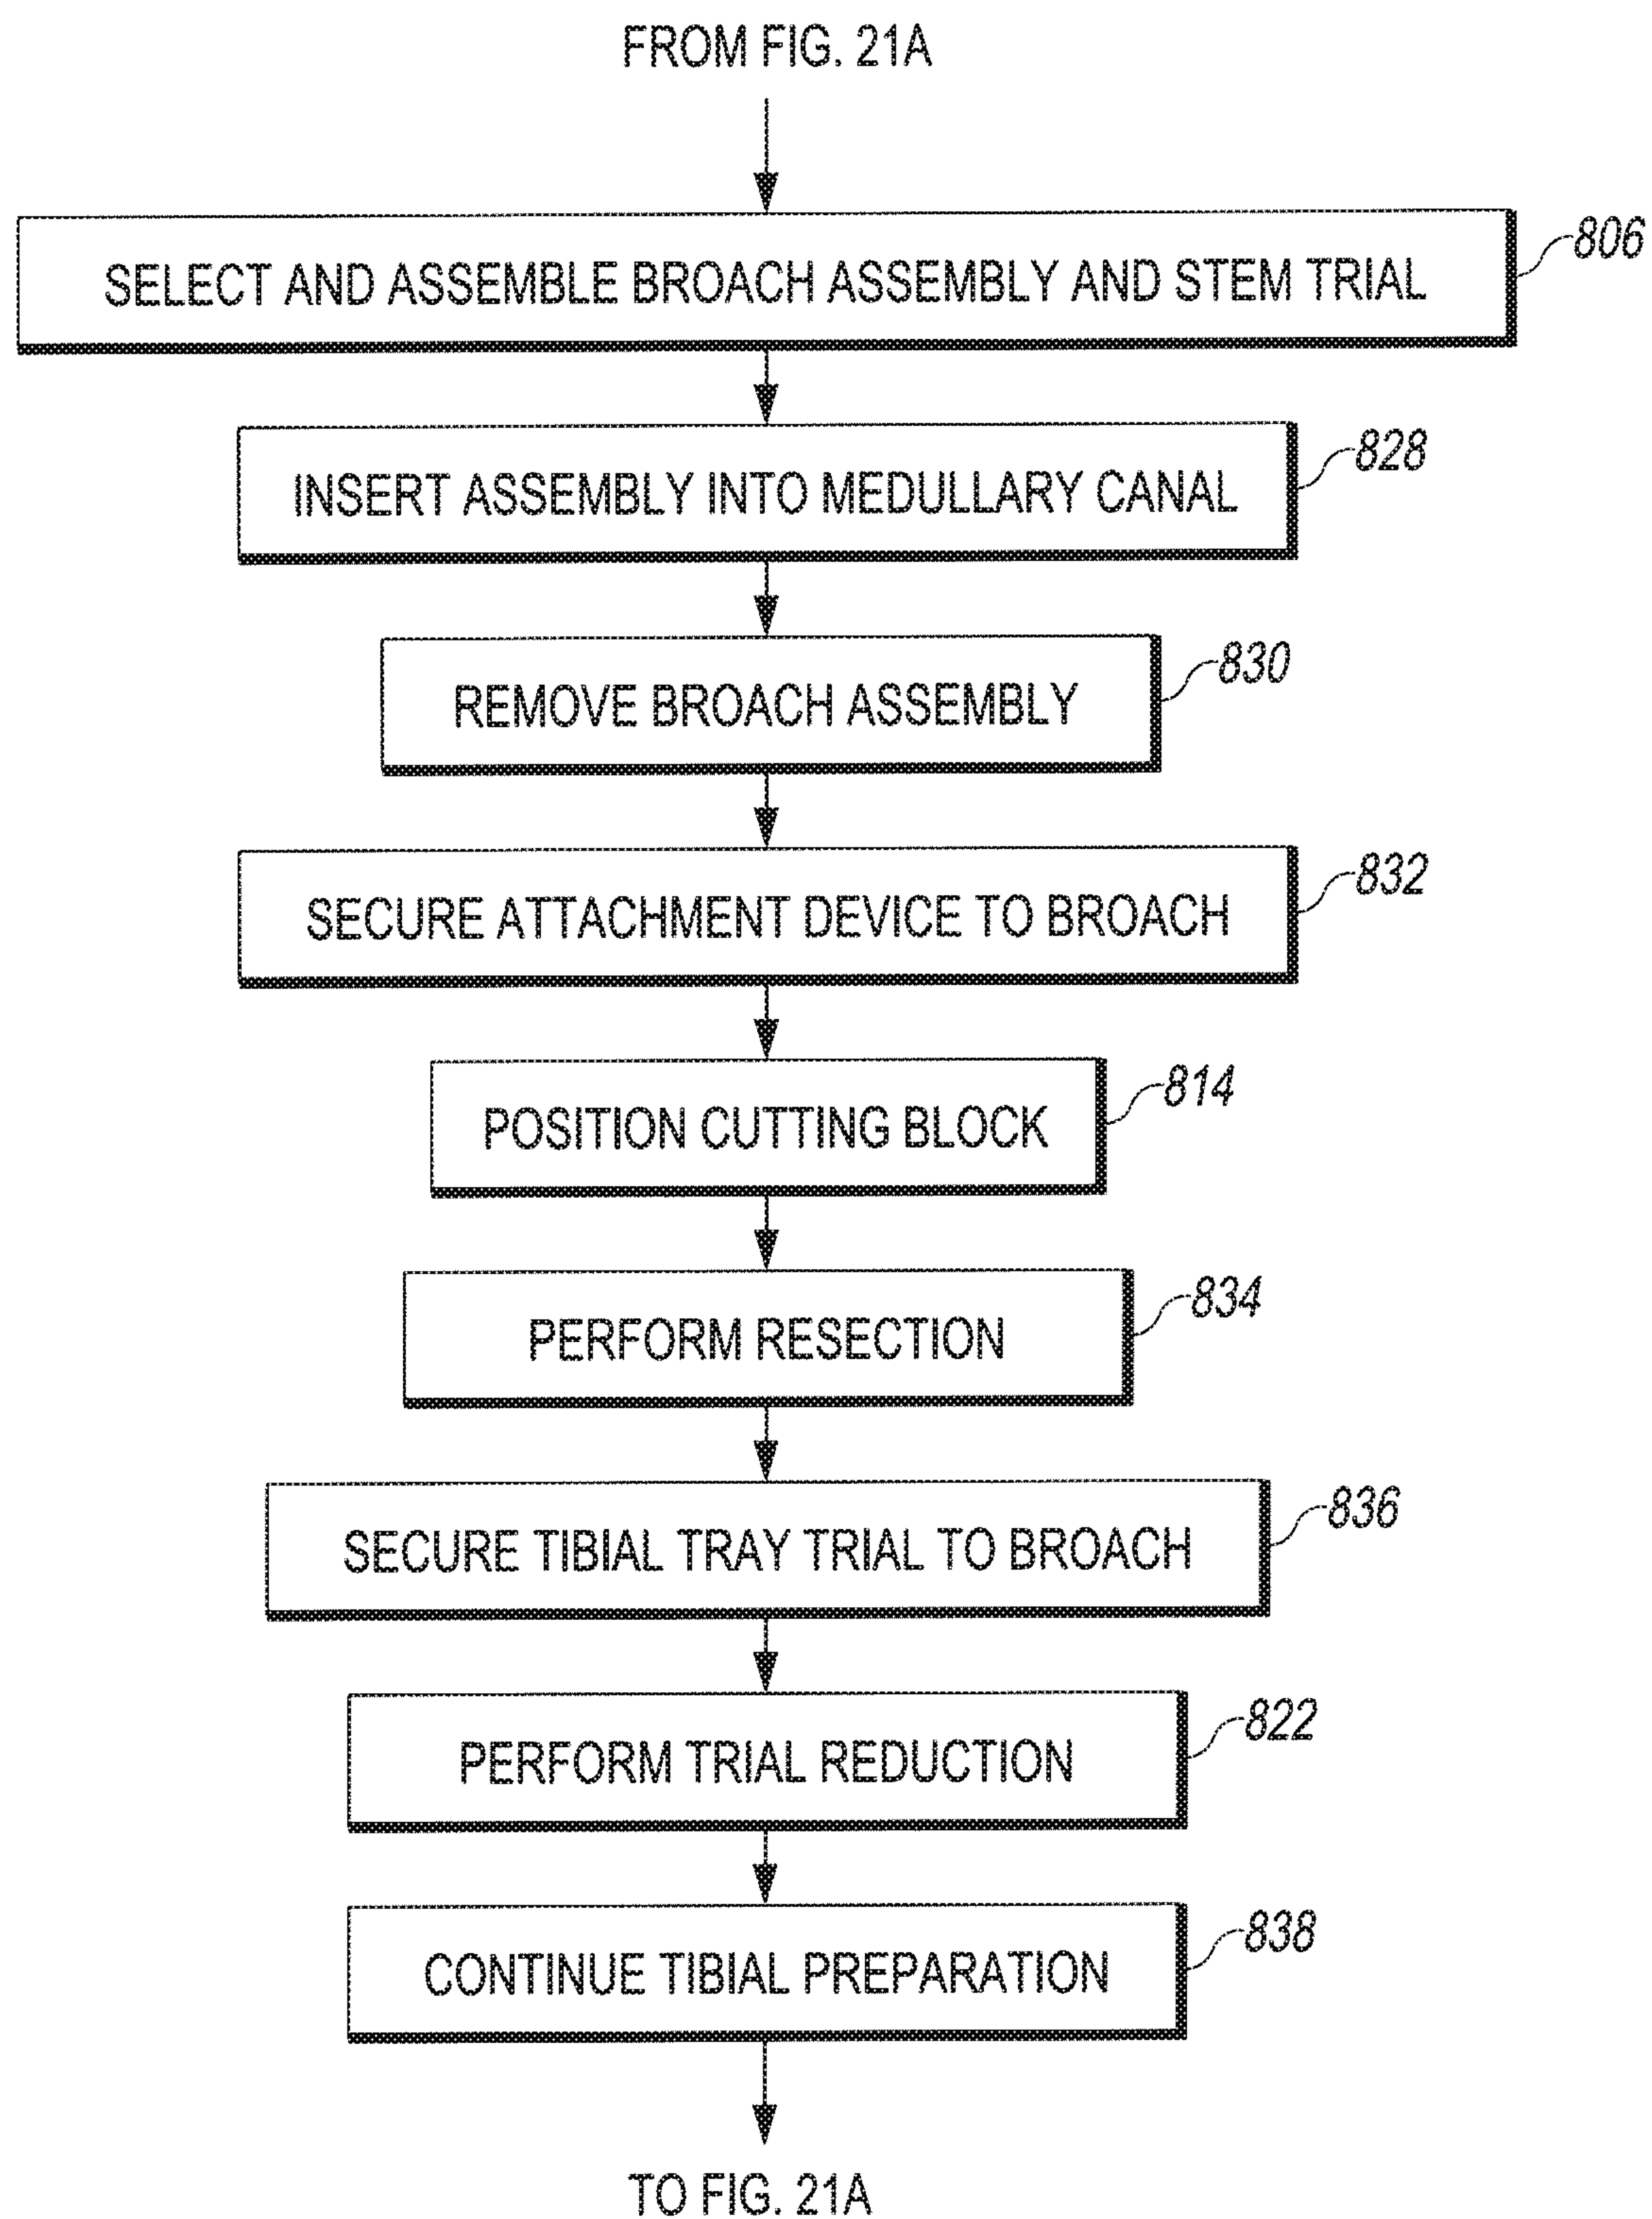 FROM FIG. 21A
SELECT AND ASSEMBLE BROACH ASSEMBLY AND STEM TRIAL
806
INSERT ASSEMBLY INTO MEDULLARY CANAL
828
REMOVE BROACH ASSEMBLY
830
SECURE ATTACHMENT DEVICE TO BROACH
832
POSITION CUTTING BLOCK
814
PERFORM RESECTION
834
SECURE TIBIAL TRAY TRIAL TO BROACH
836
PERFORM TRIAL REDUCTION
822
CONTINUE TIBIAL PREPARATION
838
TO FIG. 21A